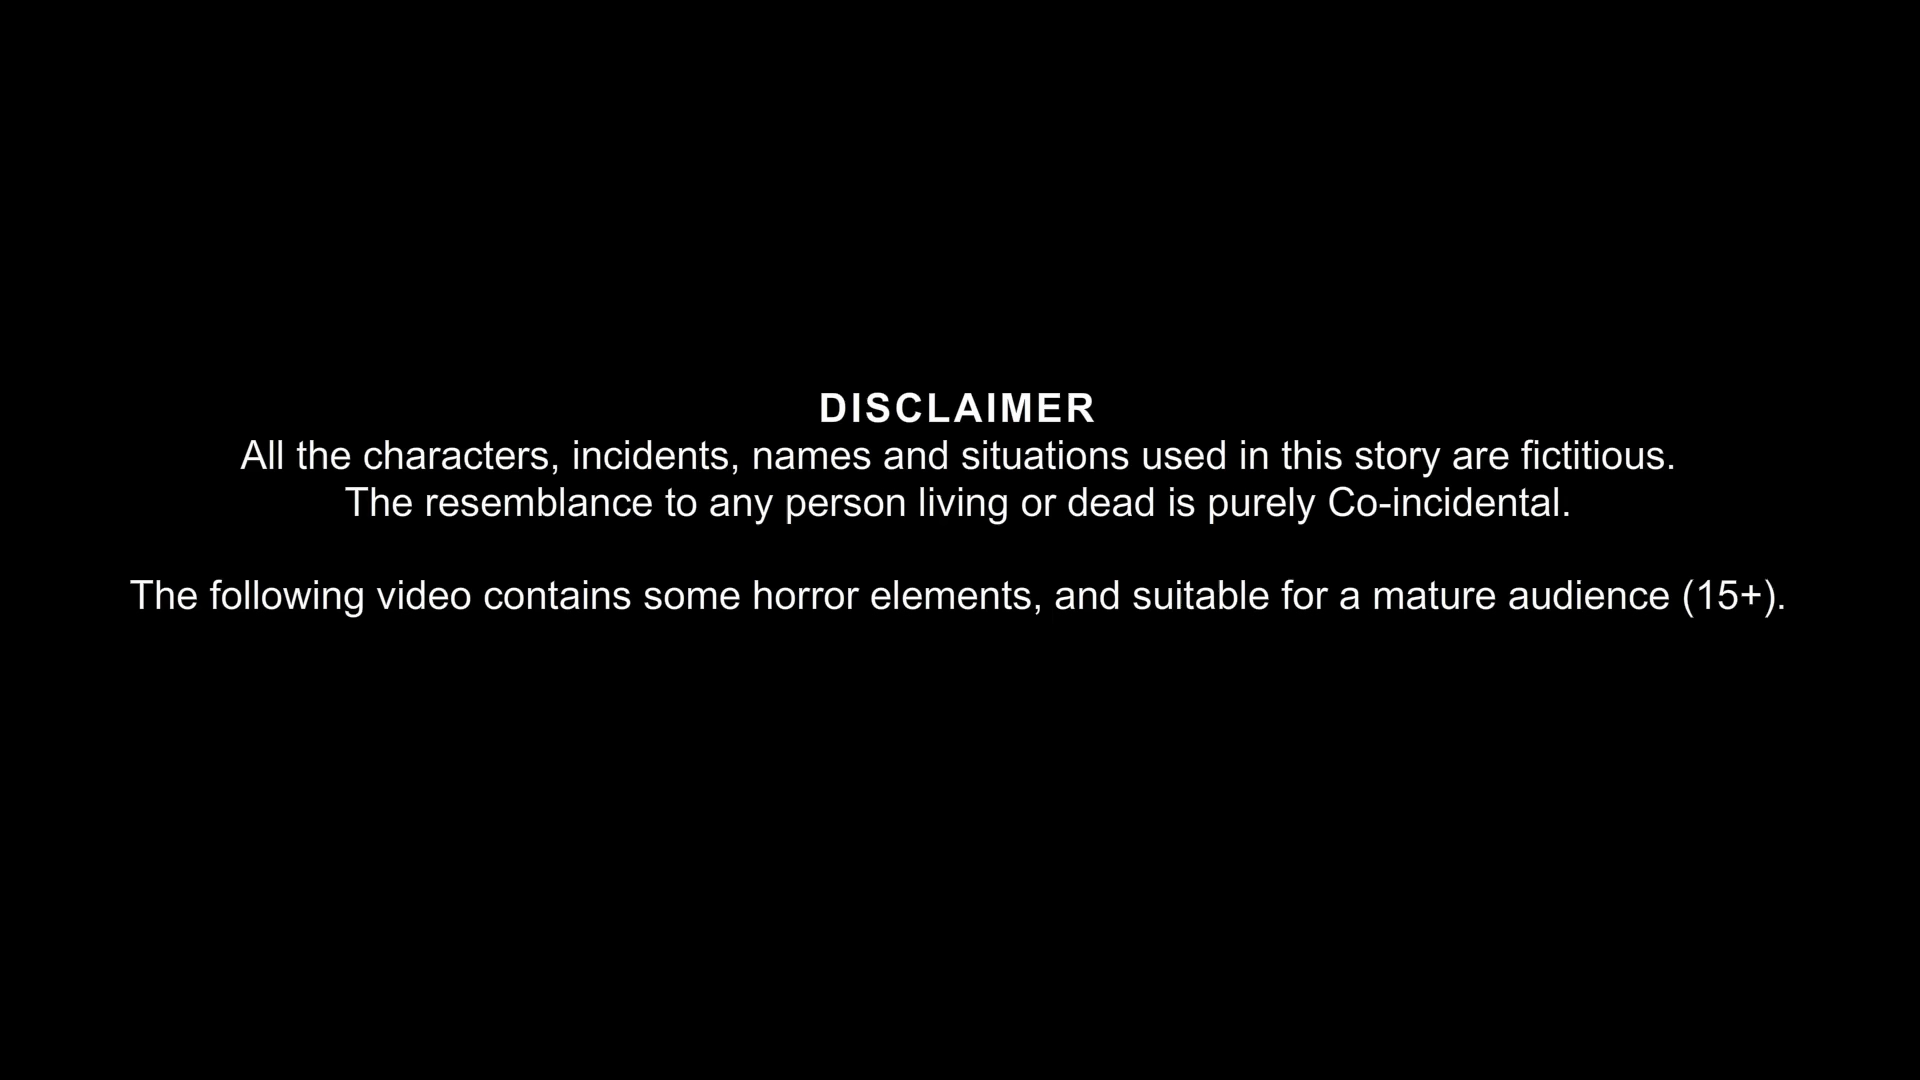 DISCLAIMER
All the characters, incidents, names and situations used in this story are fictitious.
The resemblance to any person living or dead is purely Co-incidental.
The following video contains some horror elements, and suitable for a mature audience (15+).